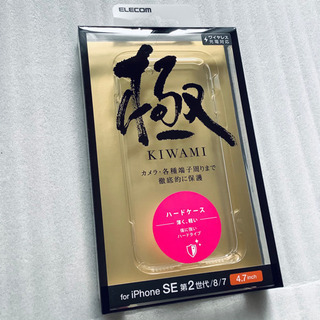 ELECOM
ワイヤレス
充電対応
極
KIWAMI
カメラ・各種端子周りまで
徹底的に保護
ハードケース
薄く、軽い
傷に強い
ハードタイプ
for iPhone SE 第2世代/8/7
4.7inch